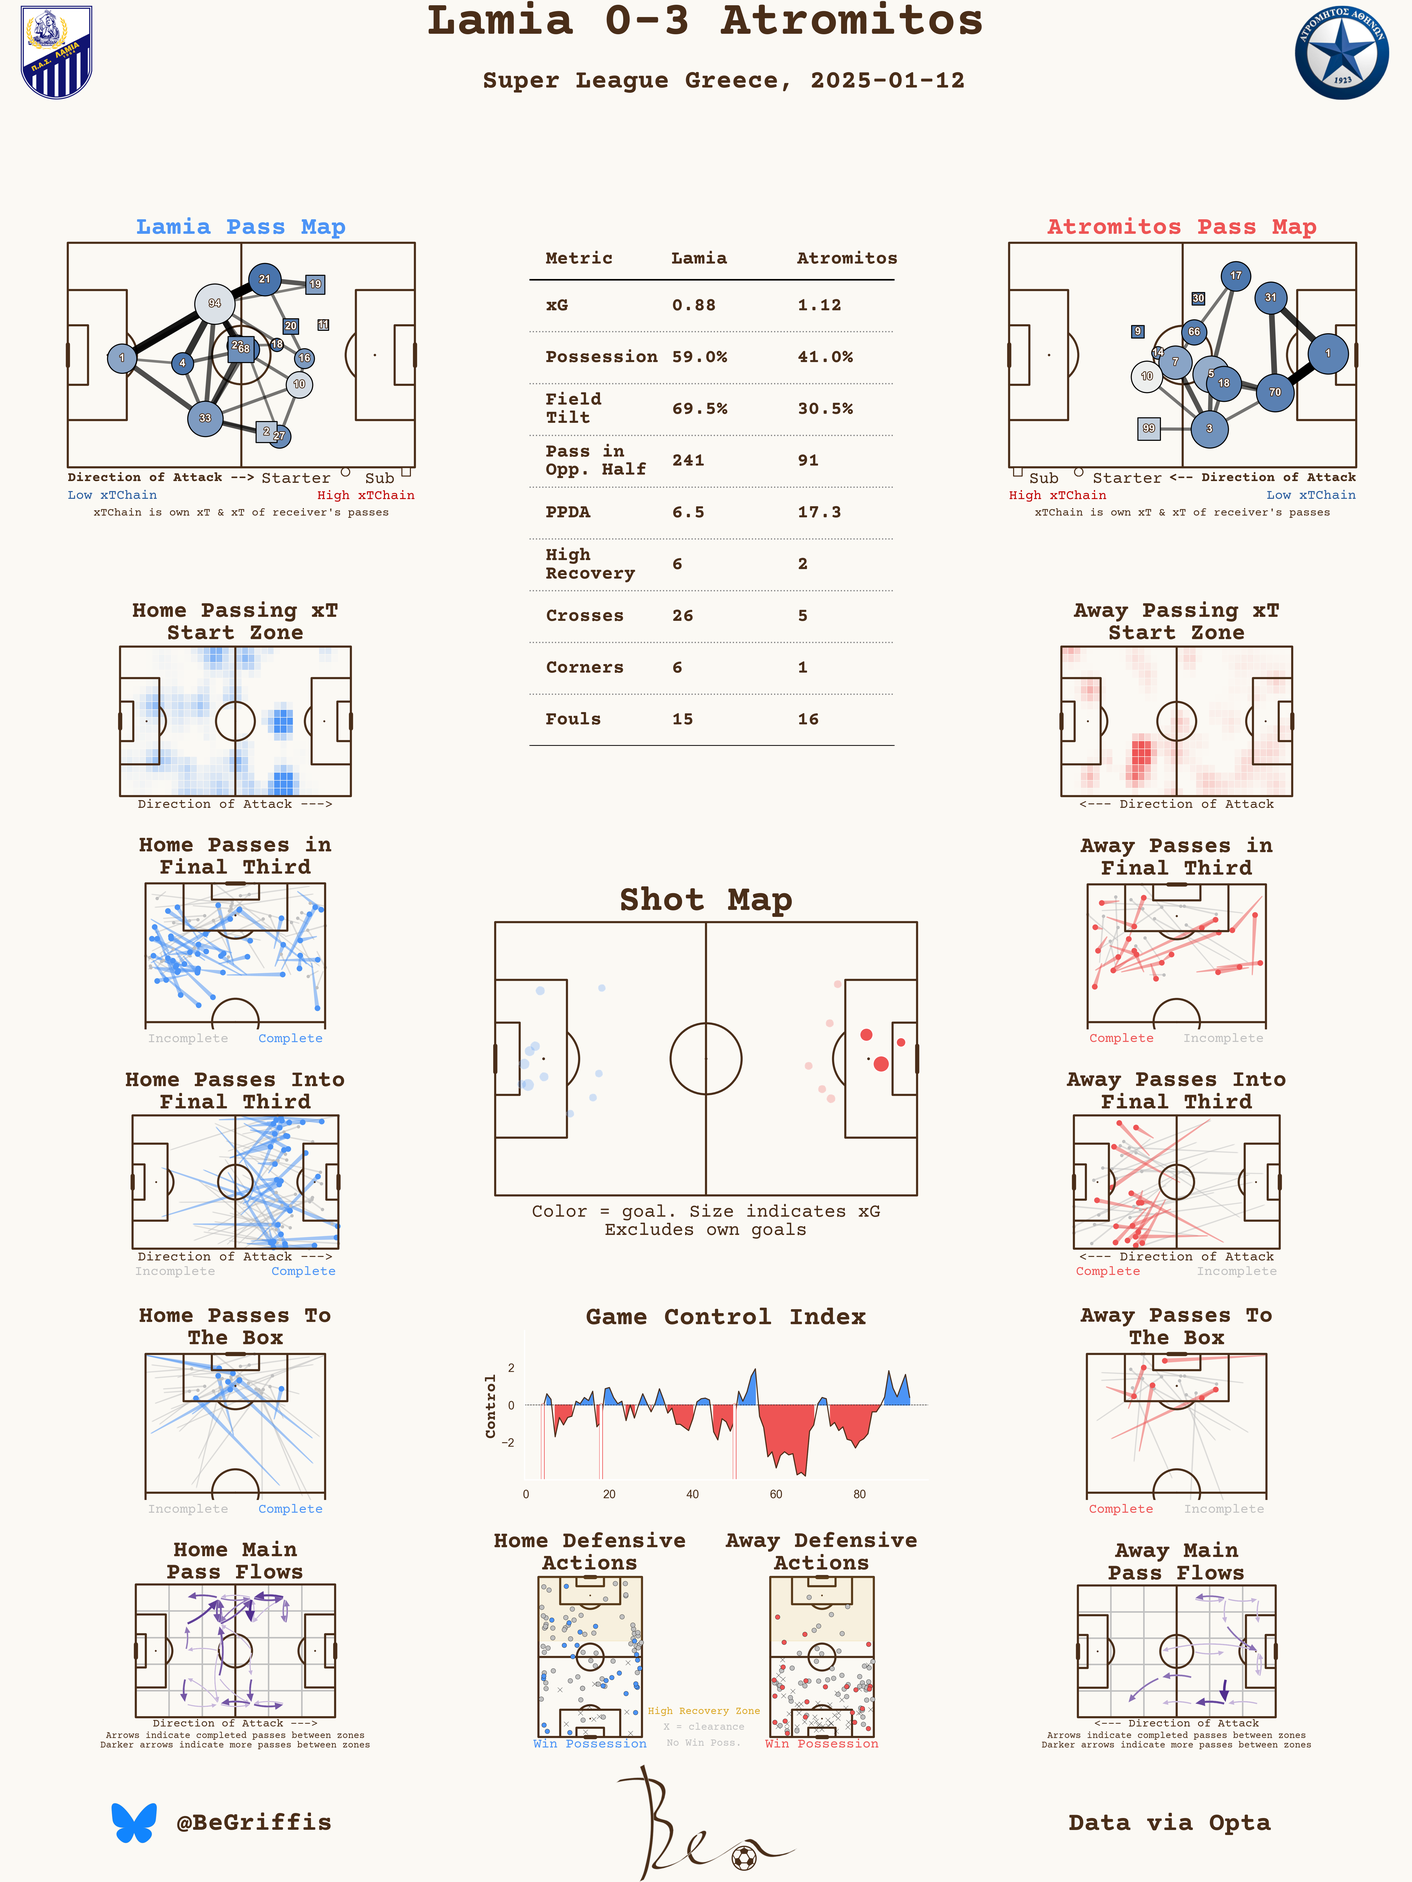 Lamia 0-3 Atromitos
Super League Greece, 2025-01-12
Π.Α.Σ. ΛΑΜΙΑ
ΑΤΡΟΜΗΤΟΣ ΑΘΗΝΩΝ
1923
Lamia Pass Map
1
94
21
19
20
11
4
68
18
16
10
33
2
27
Direction of Attack --> Starter Sub
Low xTChain High xTChain
xTChain is own xT & xT of receiver's passes
Metric Lamia Atromitos
xG 0.88 1.12
Possession 59.0% 41.0%
Field
Tilt 69.5% 30.5%
Pass in
Opp. Half 241 91
PPDA 6.5 17.3
High
Recovery 6 2
Crosses 26 5
Corners 6 1
Fouls 15 16
Atromitos Pass Map
17
31
30
9
66
14
7
10
5
18
70
1
99
3
Sub Starter <-- Direction of Attack
High xTChain Low xTChain
xTChain is own xT & xT of receiver's passes
Home Passing xT
Start Zone
Direction of Attack --->
Away Passing xT
Start Zone
<--- Direction of Attack
Home Passes in
Final Third
Incomplete Complete
Away Passes in
Final Third
Complete Incomplete
Shot Map
Color = goal. Size indicates xG
Excludes own goals
Home Passes Into
Final Third
Direction of Attack --->
Incomplete Complete
Away Passes Into
Final Third
<--- Direction of Attack
Complete Incomplete
Home Passes To
The Box
Incomplete Complete
Game Control Index
Control
2
0
−2
0 20 40 60 80
Away Passes To
The Box
Complete Incomplete
Home Main
Pass Flows
Direction of Attack --->
Arrows indicate completed passes between zones
Darker arrows indicate more passes between zones
Home Defensive
Actions
Win Possession
Away Defensive
Actions
Win Possession
High Recovery Zone
X = clearance
No Win Poss.
Away Main
Pass Flows
<--- Direction of Attack
Arrows indicate completed passes between zones
Darker arrows indicate more passes between zones
@BeGriffis
Ben
Data via Opta